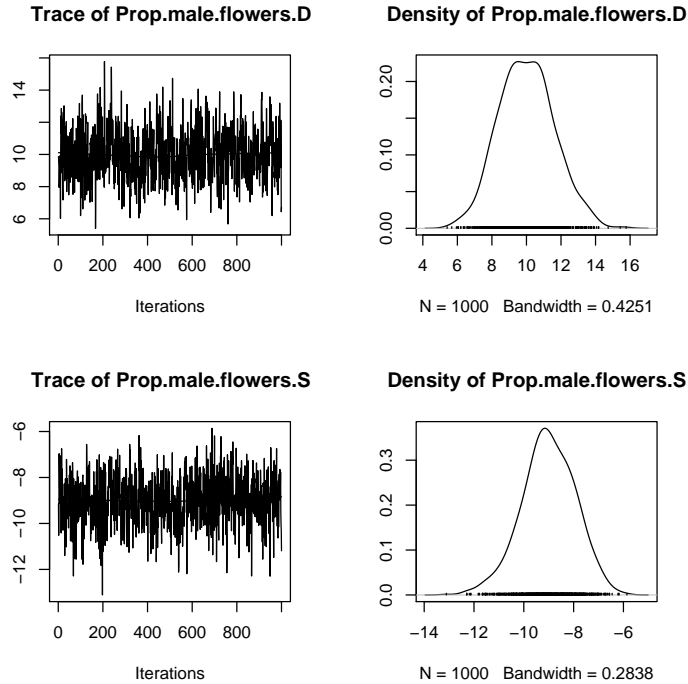 Trace of Prop.male.flowers.D
6 8 10 14
0 200 400 600 800
Iterations
Density of Prop.male.flowers.D
0.00 0.10 0.20
4 6 8 10 12 14 16
N = 1000 Bandwidth = 0.4251
Trace of Prop.male.flowers.S
−12 −10 −8 −6
0 200 400 600 800
Iterations
Density of Prop.male.flowers.S
0.0 0.1 0.2 0.3
−14 −12 −10 −8 −6
N = 1000 Bandwidth = 0.2838